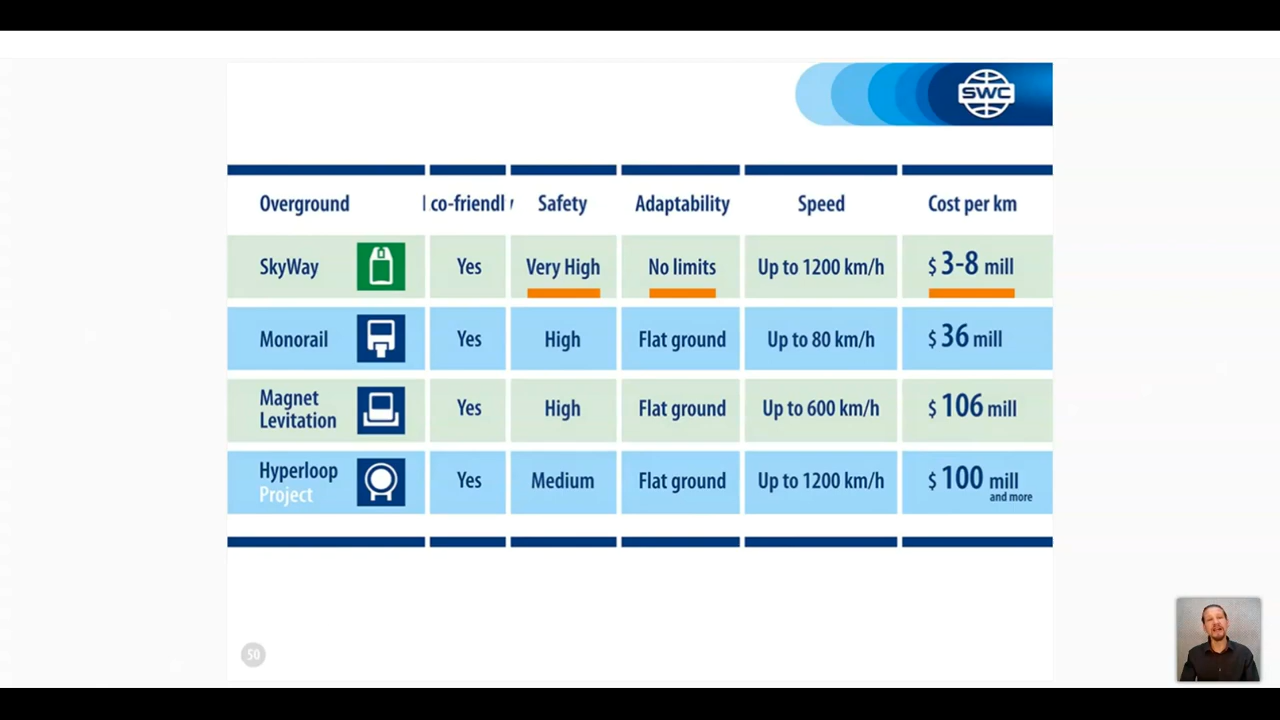 SWC
Overground Eco-friendly Safety Adaptability Speed Cost per km
SkyWay Yes Very High No limits Up to 1200 km/h $ 3-8 mill
Monorail Yes High Flat ground Up to 80 km/h $ 36 mill
Magnet
Levitation Yes High Flat ground Up to 600 km/h $ 106 mill
Hyperloop
Project Yes Medium Flat ground Up to 1200 km/h $ 100 mill
and more
50